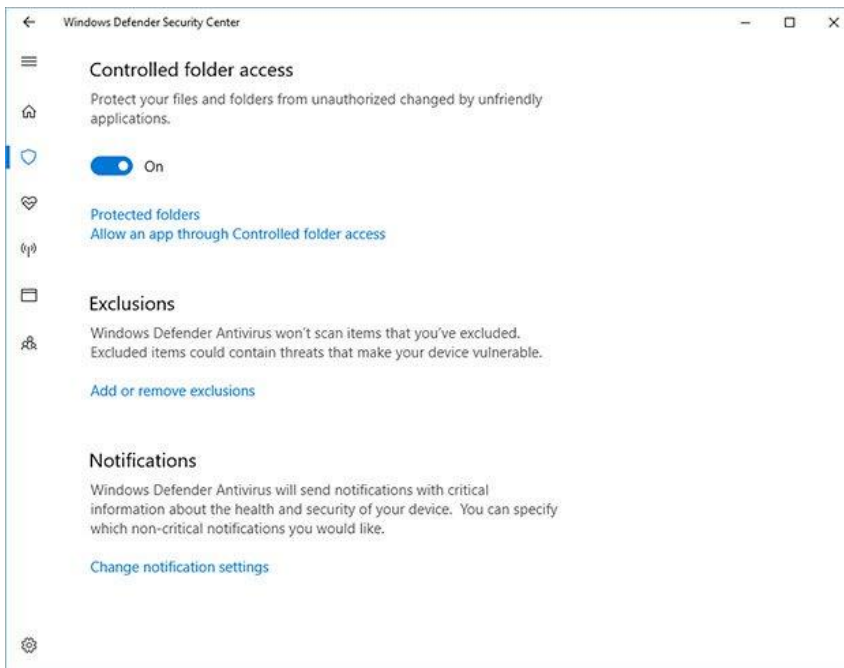 Windows Defender Security Center
Controlled folder access
Protect your files and folders from unauthorized changed by unfriendly
applications.
On
Protected folders
Allow an app through Controlled folder access
Exclusions
Windows Defender Antivirus won't scan items that you've excluded.
Excluded items could contain threats that make your device vulnerable.
Add or remove exclusions
Notifications
Windows Defender Antivirus will send notifications with critical
information about the health and security of your device.  You can specify
which non-critical notifications you would like.
Change notification settings